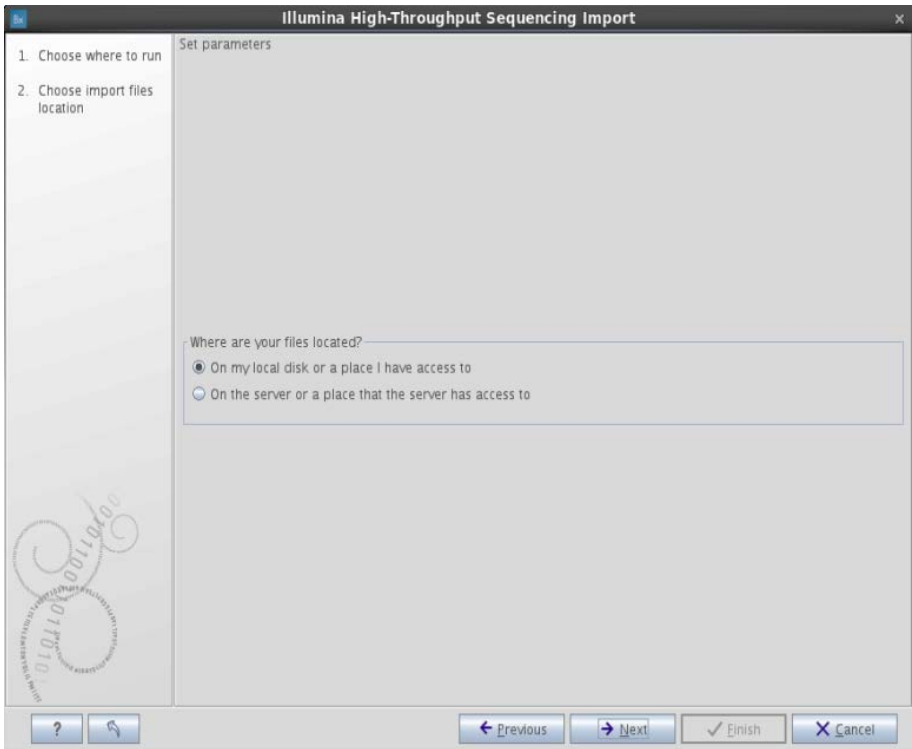 Bx
Illumina High-Throughput Sequencing Import
1. Choose where to run
2. Choose import files
location
Set parameters
Where are your files located?
On my local disk or a place I have access to
On the server or a place that the server has access to
?
Previous
Next
Finish
Cancel